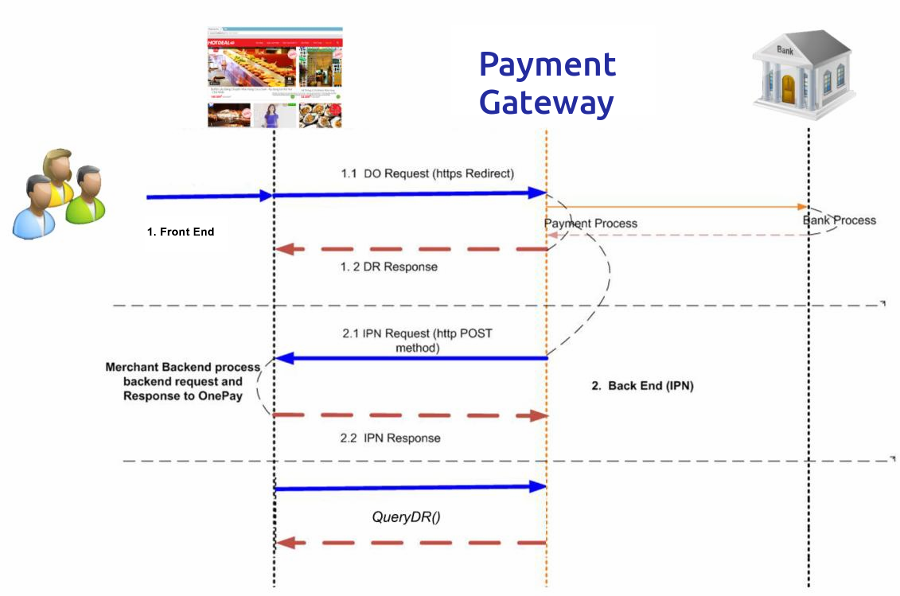 Payment
Gateway
Bank
1.1 DO Request (https Redirect)
Payment Process
Bank Process
1. Front End
1. 2 DR Response
2.1 IPN Request (http POST
method)
Merchant Backend process
backend request and
Response to OnePay
2. Back End (IPN)
2.2 IPN Response
QueryDR()